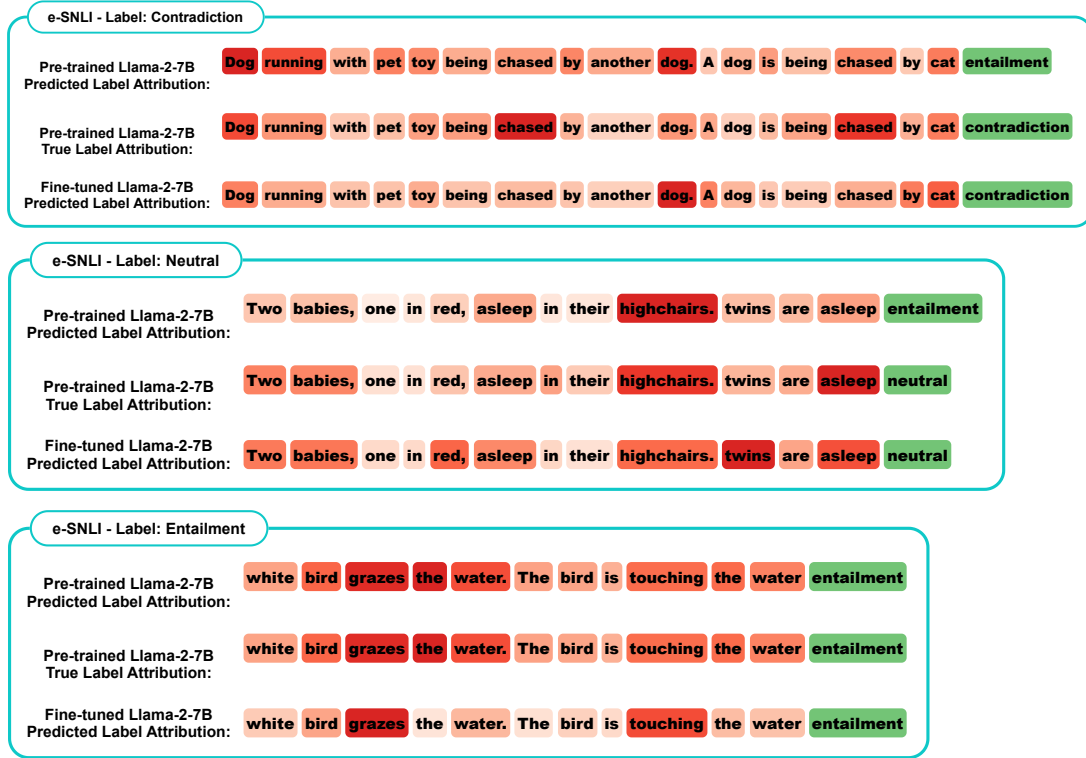 e-SNLI - Label: Contradiction
Pre-trained Llama-2-7B
Predicted Label Attribution:
Dog running with pet toy being chased by another dog. A dog is being chased by cat entailment
Pre-trained Llama-2-7B
True Label Attribution:
Dog running with pet toy being chased by another dog. A dog is being chased by cat contradiction
Fine-tuned Llama-2-7B
Predicted Label Attribution:
Dog running with pet toy being chased by another dog. A dog is being chased by cat contradiction
e-SNLI - Label: Neutral
Pre-trained Llama-2-7B
Predicted Label Attribution:
Two babies, one in red, asleep in their highchairs. twins are asleep entailment
Pre-trained Llama-2-7B
True Label Attribution:
Two babies, one in red, asleep in their highchairs. twins are asleep neutral
Fine-tuned Llama-2-7B
Predicted Label Attribution:
Two babies, one in red, asleep in their highchairs. twins are asleep neutral
e-SNLI - Label: Entailment
Pre-trained Llama-2-7B
Predicted Label Attribution:
white bird grazes the water. The bird is touching the water entailment
Pre-trained Llama-2-7B
True Label Attribution:
white bird grazes the water. The bird is touching the water entailment
Fine-tuned Llama-2-7B
Predicted Label Attribution:
white bird grazes the water. The bird is touching the water entailment